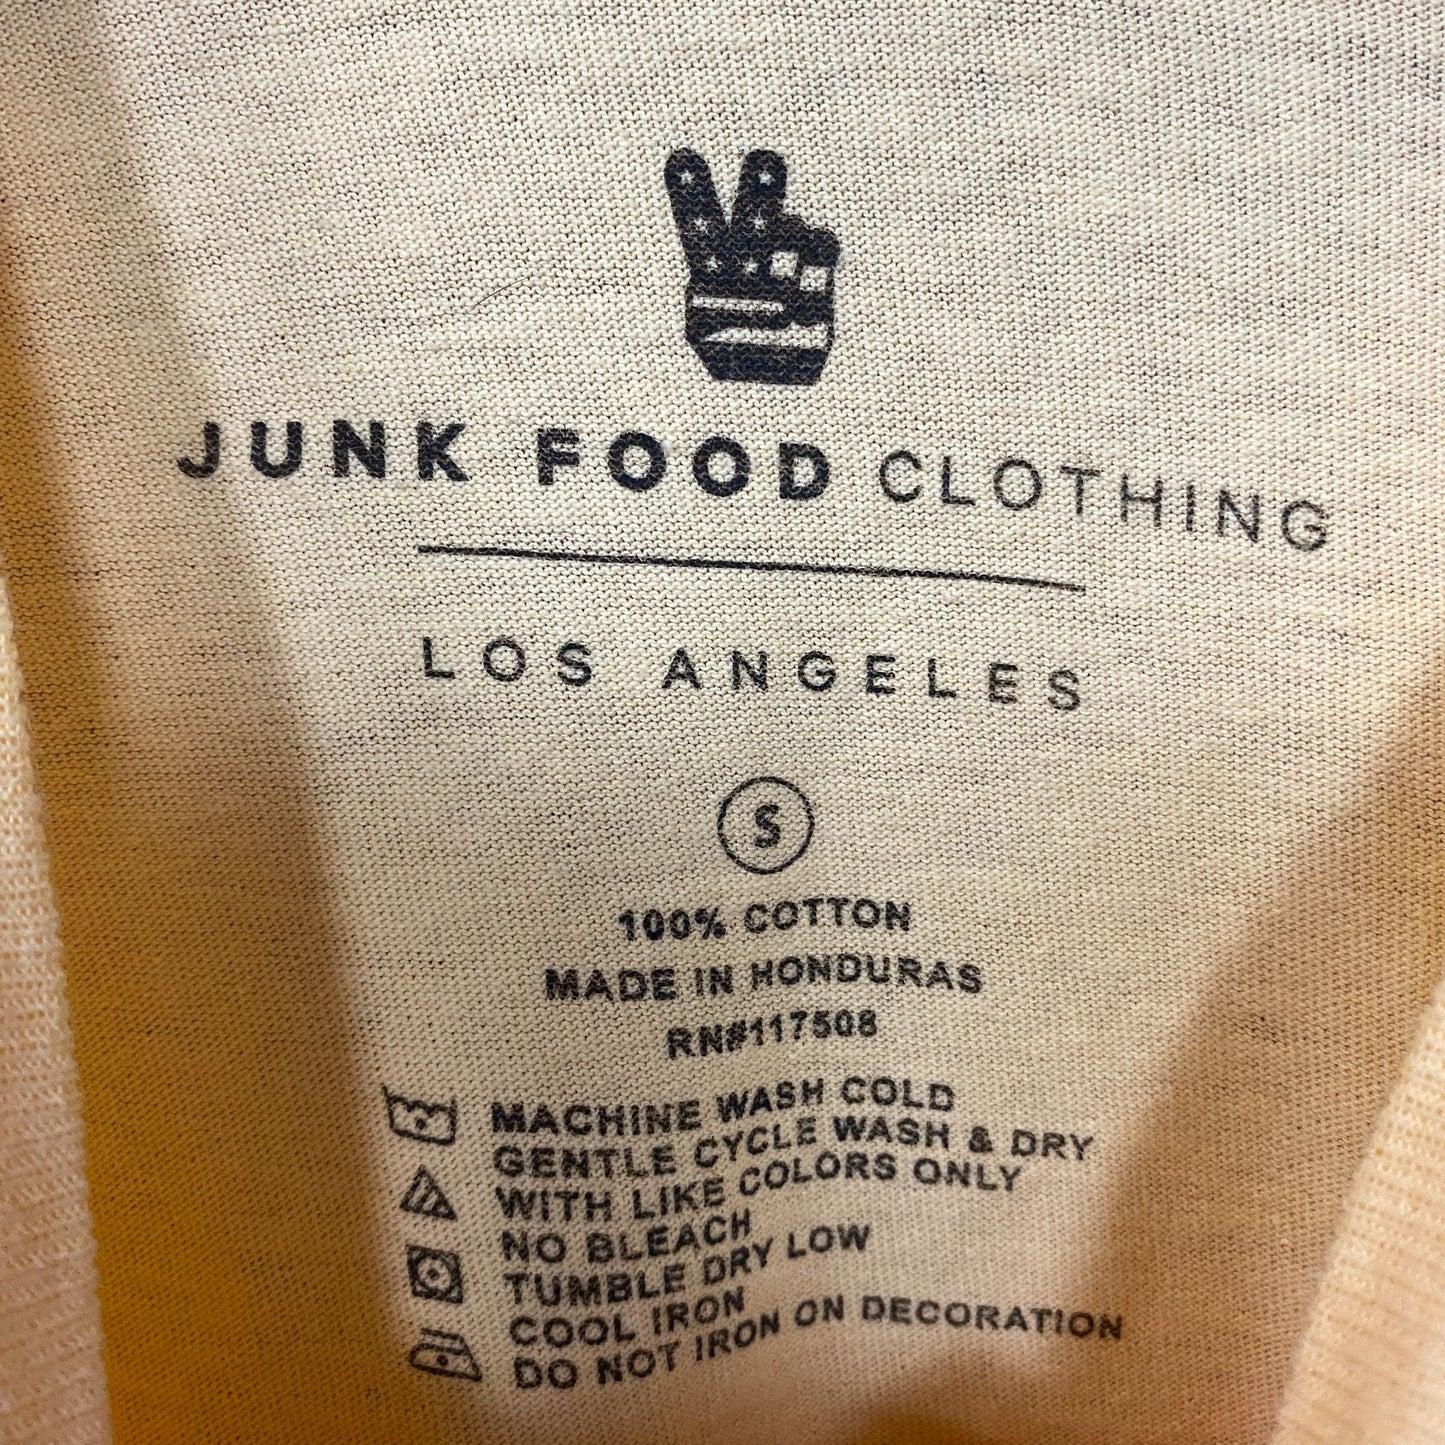 JUNK FOOD CLOTHING
LOS ANGELES
S
100% COTTON
MADE IN HONDURAS
RN#117508
MACHINE WASH COLD
GENTLE CYCLE WASH & DRY
WITH LIKE COLORS ONLY
NO BLEACH
TUMBLE DRY LOW
COOL IRON
DO NOT IRON ON DECORATION